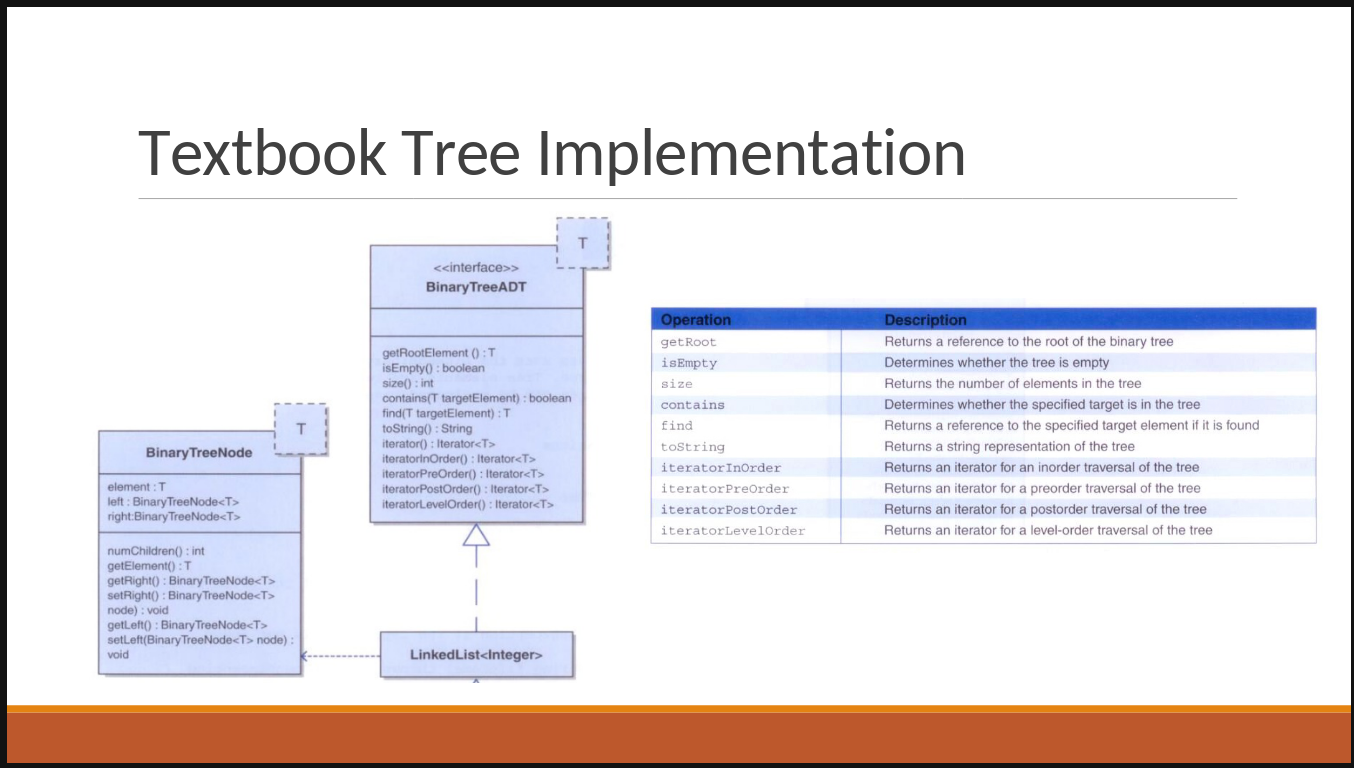 Textbook Tree Implementation
T
<<interface>>
BinaryTreeADT
getRootElement () : T
isEmpty() : boolean
size() : int
contains(T targetElement) : boolean
find(T targetElement) : T
toString() : String
iterator() : Iterator<T>
iteratorInOrder() : Iterator<T>
iteratorPreOrder() : Iterator<T>
iteratorPostOrder() : Iterator<T>
iteratorLevelOrder() : Iterator<T>
T
BinaryTreeNode
element : T
left : BinaryTreeNode<T>
right:BinaryTreeNode<T>
numChildren() : int
getElement() : T
getRight() : BinaryTreeNode<T>
setRight() : BinaryTreeNode<T>
node) : void
getLeft() : BinaryTreeNode<T>
setLeft(BinaryTreeNode<T> node) :
void
LinkedList<Integer>
Operation Description
getRoot Returns a reference to the root of the binary tree
isEmpty Determines whether the tree is empty
size Returns the number of elements in the tree
contains Determines whether the specified target is in the tree
find Returns a reference to the specified target element if it is found
toString Returns a string representation of the tree
iteratorInOrder Returns an iterator for an inorder traversal of the tree
iteratorPreOrder Returns an iterator for a preorder traversal of the tree
iteratorPostOrder Returns an iterator for a postorder traversal of the tree
iteratorLevelOrder Returns an iterator for a level-order traversal of the tree